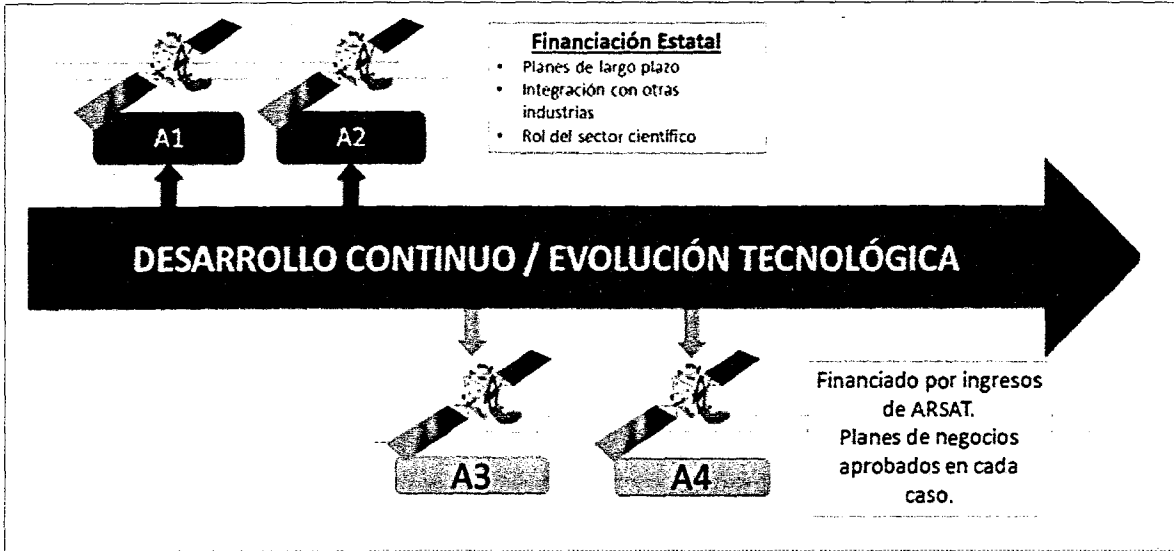 Financiación Estatal
• Planes de largo plazo
• Integración con otras
industrias
• Rol del sector científico
A1
A2
DESARROLLO CONTINUO / EVOLUCIÓN TECNOLÓGICA
A3
A4
Financiado por ingresos
de ARSAT.
Planes de negocios
aprobados en cada
caso.